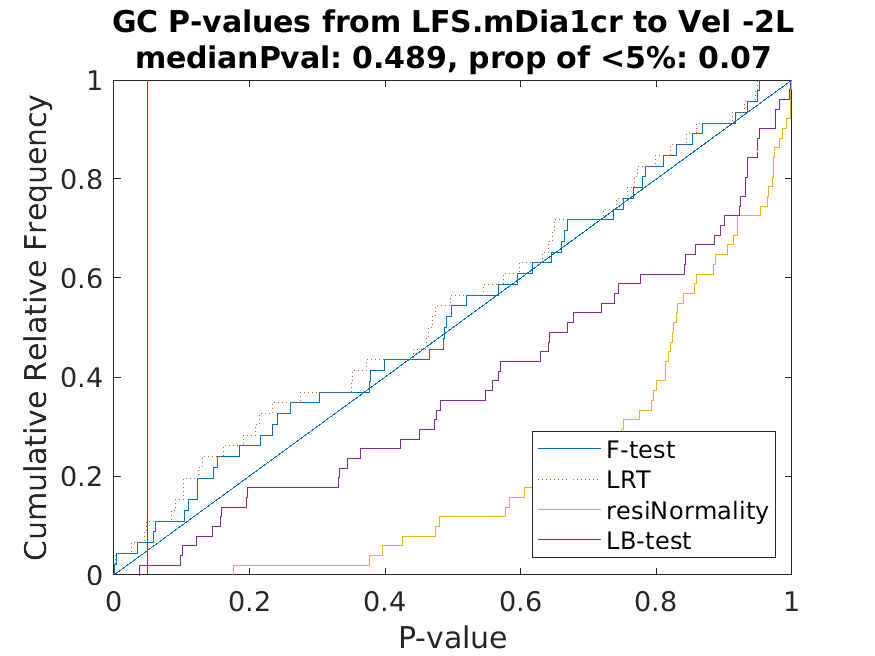 GC P-values from LFS.mDia1cr to Vel -2L
medianPval: 0.489, prop of <5%: 0.07
Cumulative Relative Frequency
1
0.8
0.6
0.4
0.2
0
0
0.2
0.4
0.6
0.8
1
P-value
F-test
LRT
resiNormality
LB-test